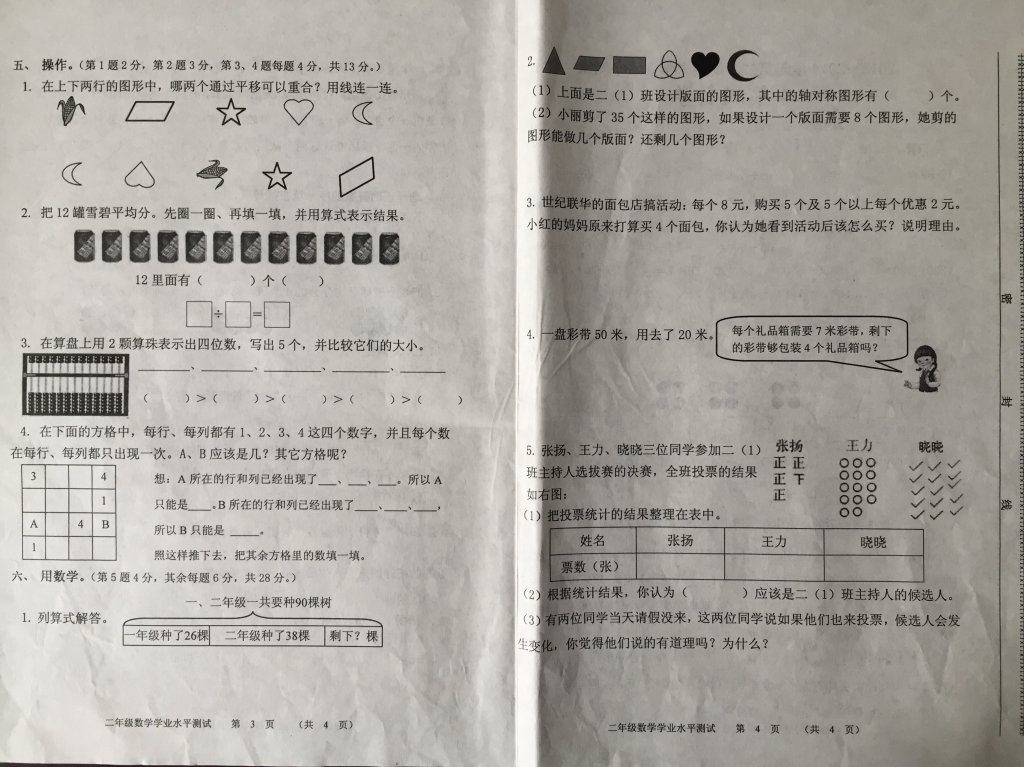 五、 操作。（第1题2分，第2题3分，第3、4题每题4分，共13分。）
1. 在上下两行的图形中，哪两个通过平移可以重合？用线连一连。
2. 把12罐雪碧平均分。先圈一圈、再填一填，并用算式表示结果。
12里面有（ ）个（ ）
÷ =
3. 在算盘上用2颗算珠表示出四位数，写出5个，并比较它们的大小。
______、______、______、______、______
（ ）＞（ ）＞（ ）＞（ ）＞（ ）
4. 在下面的方格中，每行、每列都有1、2、3、4这四个数字，并且每个数
在每行、每列都只出现一次。A、B应该是几？其它方格呢？
3 4
1
A 4 B
1
想：A所在的行和列已经出现了___、___、___。所以A
只能是____。B所在的行和列已经出现了____、____、____，
所以B只能是 _____。
照这样推下去，把其余方格里的数填一填。
六、 用数学。（第5题4分，其余每题6分，共28分。）
1. 列算式解答。
一、二年级一共要种90棵树
一年级种了26棵 二年级种了38棵 剩下？棵
二年级数学学业水平测试 第 3 页 （共 4 页）
2.
（1）上面是二（1）班设计版面的图形，其中的轴对称图形有（ ）个。
（2）小丽剪了35个这样的图形，如果设计一个版面需要8个图形，她剪的
图形能做几个版面？还剩几个图形？
3. 世纪联华的面包店搞活动：每个8元，购买5个及5个以上每个优惠2元。
小红的妈妈原来打算买4个面包，你认为她看到活动后该怎么买？说明理由。
4. 一盘彩带50米，用去了20米。
每个礼品箱需要7米彩带，剩下
的彩带够包装4个礼品箱吗？
5. 张扬、王力、晓晓三位同学参加二（1）
班主持人选拔赛的决赛，全班投票的结果
如右图：
张扬 王力 晓晓
正 正
正 下
正
（1）把投票统计的结果整理在表中。
姓名 张扬 王力 晓晓
票数（张）
（2）根据统计结果，你认为（ ）应该是二（1）班主持人的候选人。
（3）有两位同学当天请假没来，这两位同学说如果他们也来投票，候选人会发
生变化，你觉得他们说的有道理吗？为什么？
二年级数学学业水平测试 第 4 页 （共 4 页）
密
封
线